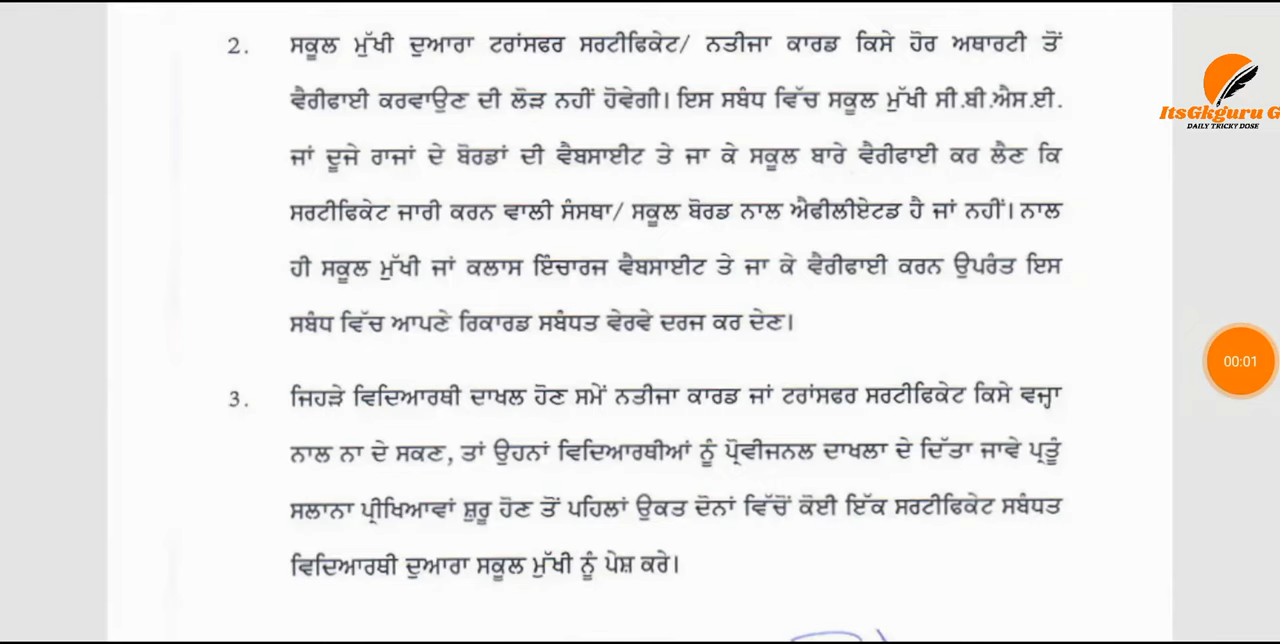 2. ਸਕੂਲ ਮੁੱਖੀ ਦੁਆਰਾ ਟਰਾਂਸਫਰ ਸਰਟੀਫਿਕੇਟ/ ਨਤੀਜਾ ਕਾਰਡ ਕਿਸੇ ਹੋਰ ਅਥਾਰਟੀ ਤੋਂ
ਵੈਰੀਫਾਈ ਕਰਵਾਉਣ ਦੀ ਲੋੜ ਨਹੀਂ ਹੋਵੇਗੀ। ਇਸ ਸਬੰਧ ਵਿੱਚ ਸਕੂਲ ਮੁੱਖੀ ਸੀ.ਬੀ.ਐਸ.ਈ.
ਜਾਂ ਦੂਜੇ ਰਾਜਾਂ ਦੇ ਬੋਰਡਾਂ ਦੀ ਵੈਬਸਾਈਟ ਤੇ ਜਾ ਕੇ ਸਕੂਲ ਬਾਰੇ ਵੈਰੀਫਾਈ ਕਰ ਲੈਣ ਕਿ
ਸਰਟੀਫਿਕੇਟ ਜਾਰੀ ਕਰਨ ਵਾਲੀ ਸੰਸਥਾ/ ਸਕੂਲ ਬੋਰਡ ਨਾਲ ਐਫੀਲੀਏਟਡ ਹੈ ਜਾਂ ਨਹੀਂ। ਨਾਲ
ਹੀ ਸਕੂਲ ਮੁੱਖੀ ਜਾਂ ਕਲਾਸ ਇੰਚਾਰਜ ਵੈਬਸਾਈਟ ਤੇ ਜਾ ਕੇ ਵੈਰੀਫਾਈ ਕਰਨ ਉਪਰੰਤ ਇਸ
ਸਬੰਧ ਵਿੱਚ ਆਪਣੇ ਰਿਕਾਰਡ ਸਬੰਧਤ ਵੇਰਵੇ ਦਰਜ ਕਰ ਦੇਣ।
3. ਜਿਹੜੇ ਵਿਦਿਆਰਥੀ ਦਾਖਲ ਹੋਣ ਸਮੇਂ ਨਤੀਜਾ ਕਾਰਡ ਜਾਂ ਟਰਾਂਸਫਰ ਸਰਟੀਫਿਕੇਟ ਕਿਸੇ ਵਜ੍ਹਾ
ਨਾਲ ਨਾ ਦੇ ਸਕਣ, ਤਾਂ ਉਹਨਾਂ ਵਿਦਿਆਰਥੀਆਂ ਨੂੰ ਪ੍ਰੋਵੀਜਨਲ ਦਾਖਲਾ ਦੇ ਦਿੱਤਾ ਜਾਵੇ ਪ੍ਰਤੂੰ
ਸਲਾਨਾ ਪ੍ਰੀਖਿਆਵਾਂ ਸ਼ੁਰੂ ਹੋਣ ਤੋਂ ਪਹਿਲਾਂ ਉਕਤ ਦੋਨਾਂ ਵਿੱਚੋਂ ਕੋਈ ਇੱਕ ਸਰਟੀਫਿਕੇਟ ਸਬੰਧਤ
ਵਿਦਿਆਰਥੀ ਦੁਆਰਾ ਸਕੂਲ ਮੁੱਖੀ ਨੂੰ ਪੇਸ਼ ਕਰੇ।
ItsGkguru G
DAILY TRICKY DOSE
00:01